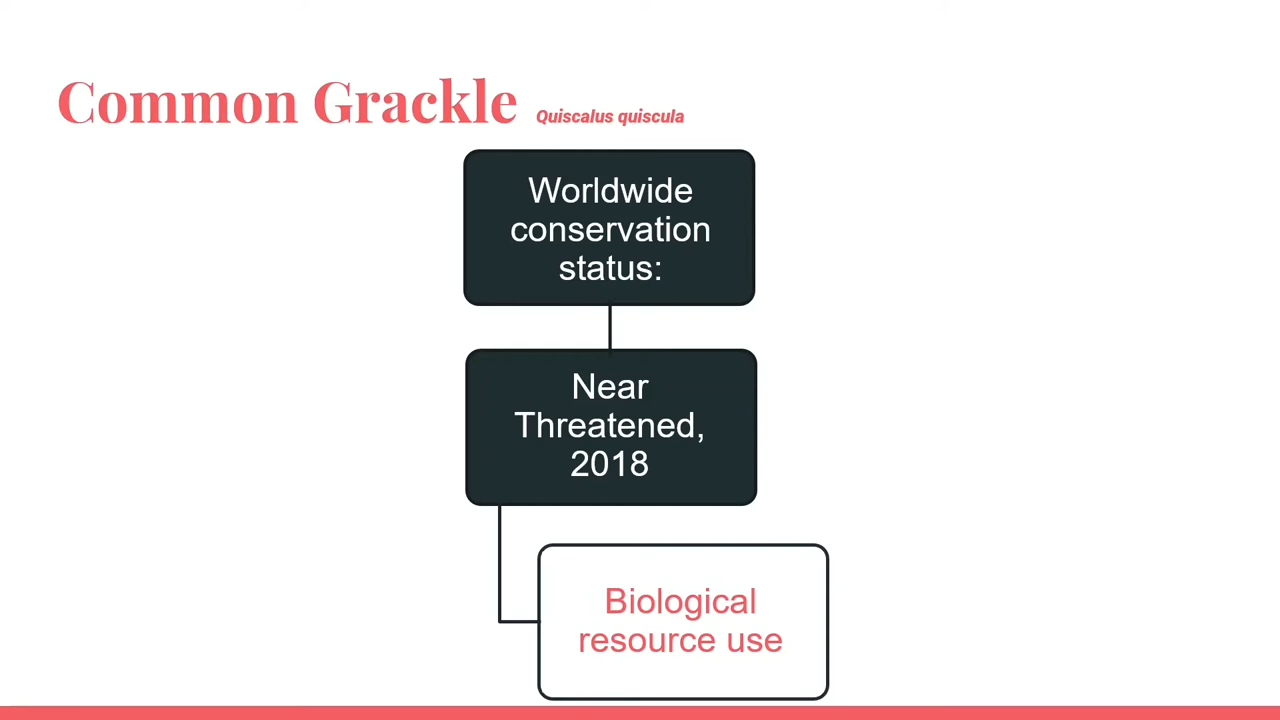 Common Grackle Quiscalus quiscula
Worldwide
conservation
status:
Near
Threatened,
2018
Biological
resource use